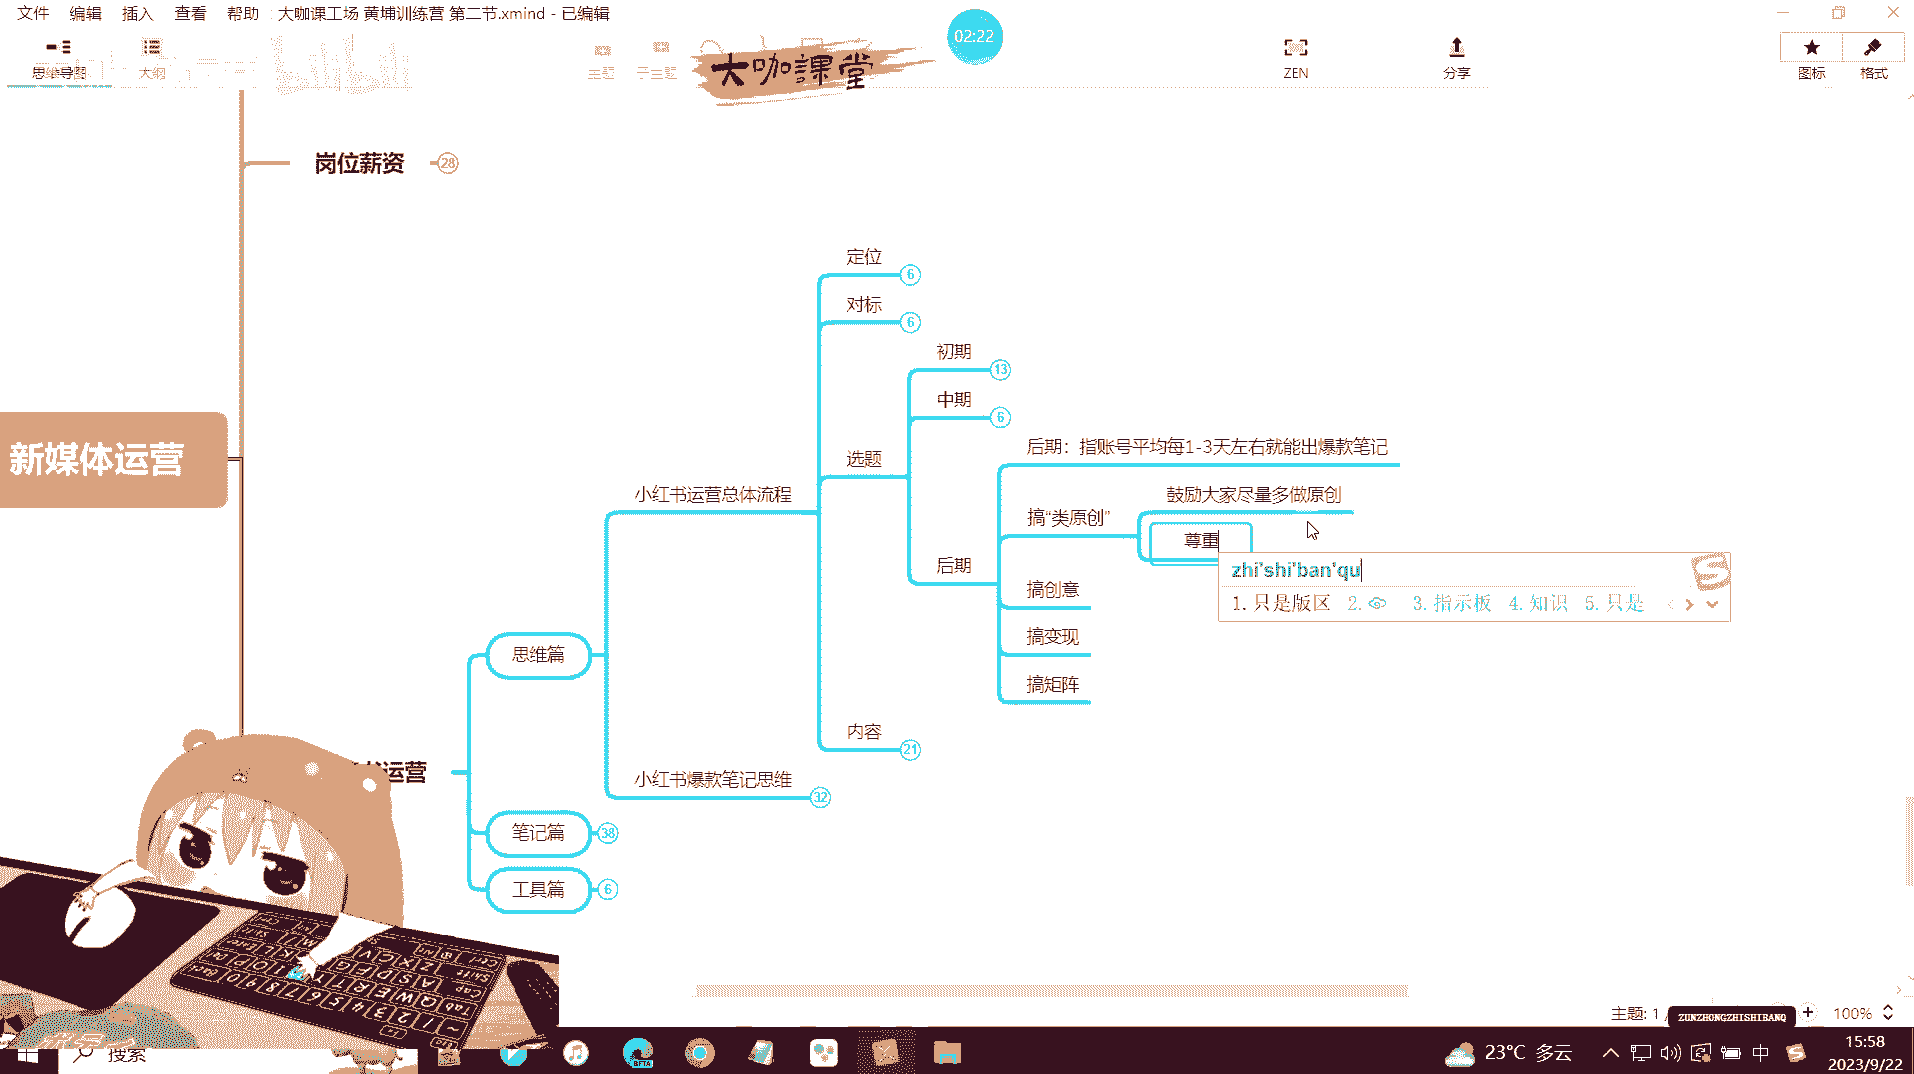 文件 编辑 插入 查看 帮助 大咖课工场 黄埔训练营 第二节.xmind - 已编辑
02:22
思维导图 大纲 主题 子主题 大咖課堂 ZEN 分享 图标 格式
岗位薪资 28
定位 6
对标 6
初期 13
中期 6
后期：指账号平均每1-3天左右就能出爆款笔记
新媒体运营
选题
小红书运营总体流程
鼓励大家尽量多做原创
搞“类原创”
尊重
后期
zhi'shi'ban'qu
搞创意
1.只是版区 2. 3.指示板 4.知识 5.只是
搞变现
思维篇
搞矩阵
内容 21
运营
小红书爆款笔记思维 32
笔记篇 38
工具篇 6
主题: 1 /
ZUNZHONGZHISHIBANQ
100%
搜索
BETA
23°C 多云
中
15:58
2023/9/22